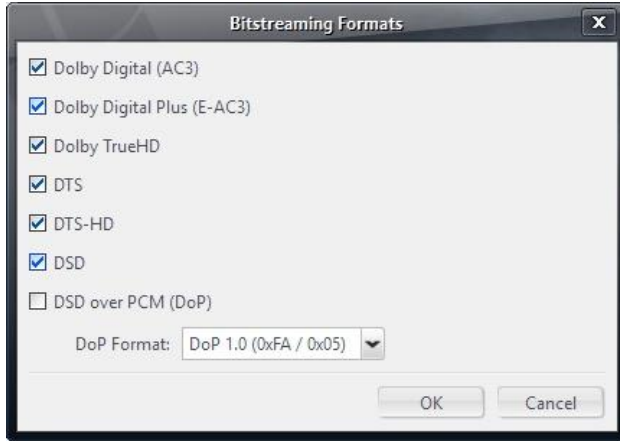 Bitstreaming Formats
Dolby Digital (AC3)
Dolby Digital Plus (E-AC3)
Dolby TrueHD
DTS
DTS-HD
DSD
DSD over PCM (DoP)
DoP Format: DoP 1.0 (0xFA / 0x05)
OK Cancel